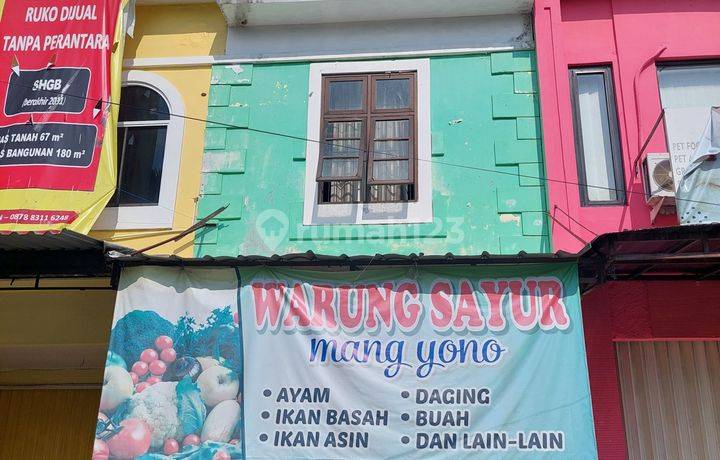 RUKO DIJUAL
TANPA PERANTARA
SHGB
(berakhir 2031)
TANAH 67 m²
BANGUNAN 180 m²
0878 8311 6248
PET
PET
rumah123
WARUNG SAYUR
mang yono
• AYAM
• IKAN BASAH
• IKAN ASIN
• DAGING
• BUAH
• DAN LAIN-LAIN